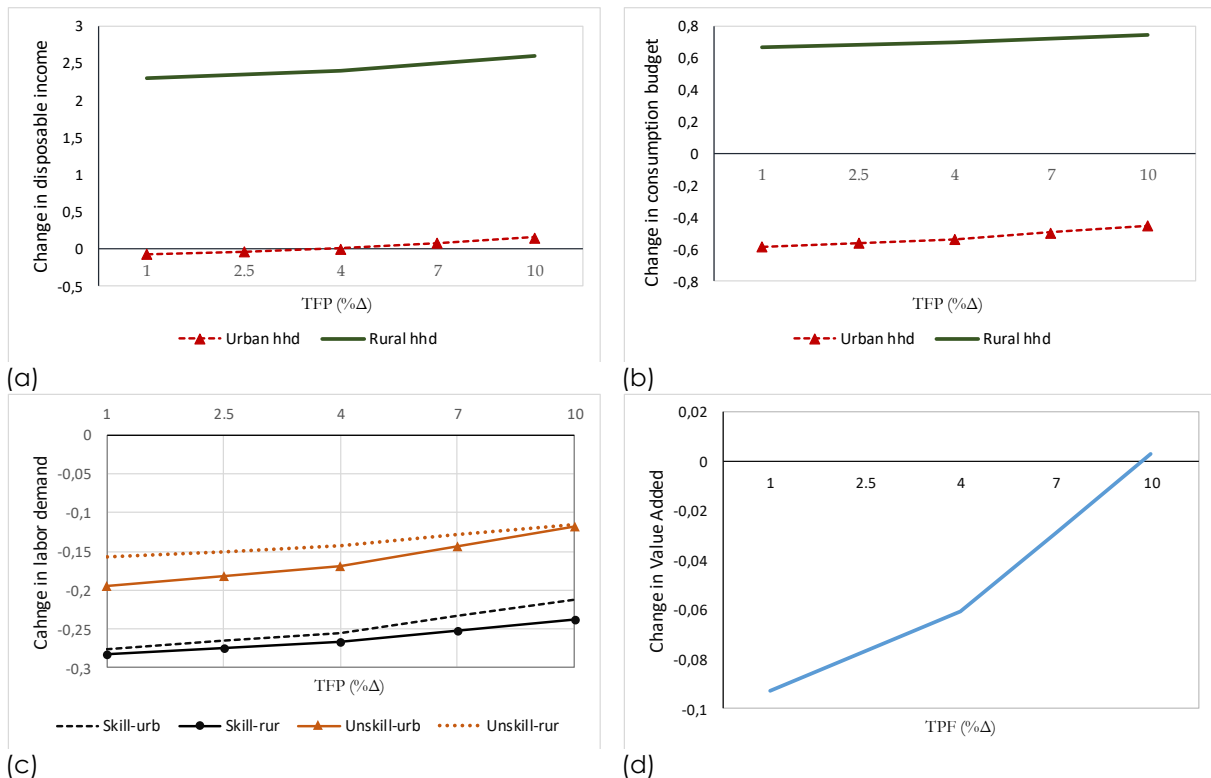 3
2,5
2
1,5
1
0,5
0
-0,5
Change in disposable income
1 2.5 4 7 10
TFP (%Δ)
Urban hhd Rural hhd
(a)
0,8
0,6
0,4
0,2
0
-0,2
-0,4
-0,6
-0,8
Change in consumption budget
1 2.5 4 7 10
TFP (%Δ)
Urban hhd Rural hhd
(b)
1 2.5 4 7 10
0
-0,05
-0,1
-0,15
-0,2
-0,25
-0,3
Cahnge in labor demand
TFP (%Δ)
Skill-urb Skill-rur Unskill-urb Unskill-rur
(c)
0,02
0
-0,02
-0,04
-0,06
-0,08
-0,1
Change in Value Added
1 2.5 4 7 10
TPF (%Δ)
(d)